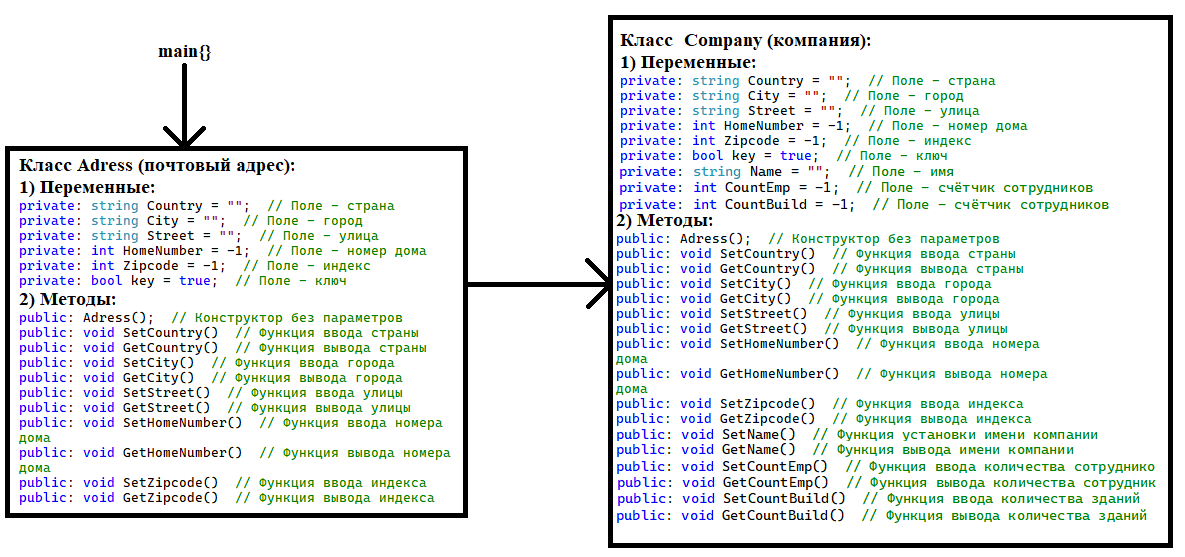 main{}
Класс Adress (почтовый адрес):
1) Переменные:
private: string Country = "";  // Поле – страна
private: string City = "";  // Поле – город
private: string Street = "";  // Поле – улица
private: int HomeNumber = –1;  // Поле – номер дома
private: int Zipcode = –1;  // Поле – индекс
private: bool key = true;  // Поле – ключ
2) Методы:
public: Adress();  // Конструктор без параметров
public: void SetCountry()  // Функция ввода страны
public: void GetCountry()  // Функция вывода страны
public: void SetCity()  // Функция ввода города
public: void GetCity()  // Функция вывода города
public: void SetStreet()  // Функция ввода улицы
public: void GetStreet()  // Функция вывода улицы
public: void SetHomeNumber()  // Функция ввода номера
дома
public: void GetHomeNumber()  // Функция вывода номера
дома
public: void SetZipcode()  // Функция ввода индекса
public: void GetZipcode()  // Функция вывода индекса
Класс  Company (компания):
1) Переменные:
private: string Country = "";  // Поле – страна
private: string City = "";  // Поле – город
private: string Street = "";  // Поле – улица
private: int HomeNumber = –1;  // Поле – номер дома
private: int Zipcode = –1;  // Поле – индекс
private: bool key = true;  // Поле – ключ
private: string Name = "";  // Поле – имя
private: int CountEmp = –1;  // Поле – счётчик сотрудников
private: int CountBuild = –1;  // Поле – счётчик сотрудников
2) Методы:
public: Adress();  // Конструктор без параметров
public: void SetCountry()  // Функция ввода страны
public: void GetCountry()  // Функция вывода страны
public: void SetCity()  // Функция ввода города
public: void GetCity()  // Функция вывода города
public: void SetStreet()  // Функция ввода улицы
public: void GetStreet()  // Функция вывода улицы
public: void SetHomeNumber()  // Функция ввода номера
дома
public: void GetHomeNumber()  // Функция вывода номера
дома
public: void SetZipcode()  // Функция ввода индекса
public: void GetZipcode()  // Функция вывода индекса
public: void SetName()  // Функция установки имени компании
public: void GetName()  // Функция вывода имени компании
public: void SetCountEmp()  // Функция ввода количества сотруднико
public: void GetCountEmp()  // Функция вывода количества сотрудник
public: void SetCountBuild()  // Функция ввода количества зданий
public: void GetCountBuild()  // Функция вывода количества зданий